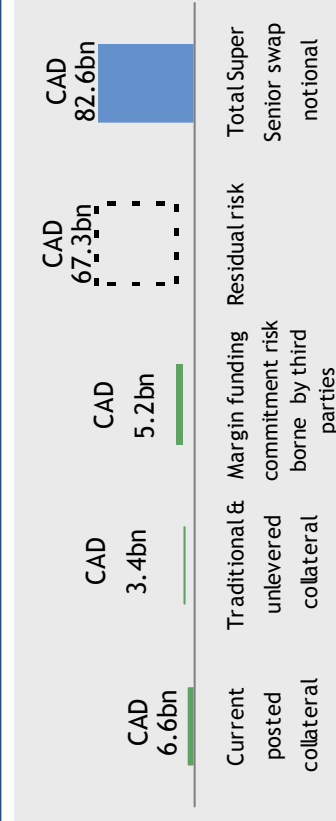 CAD
6.6bn
CAD
3.4bn
CAD
5.2bn
CAD
67.3bn
CAD
82.6bn
Current
posted
collateral
Traditional &
unlevered
collateral
Margin funding
commitment risk
borne by third
parties
Residual risk
Total Super
Senior swap
notional